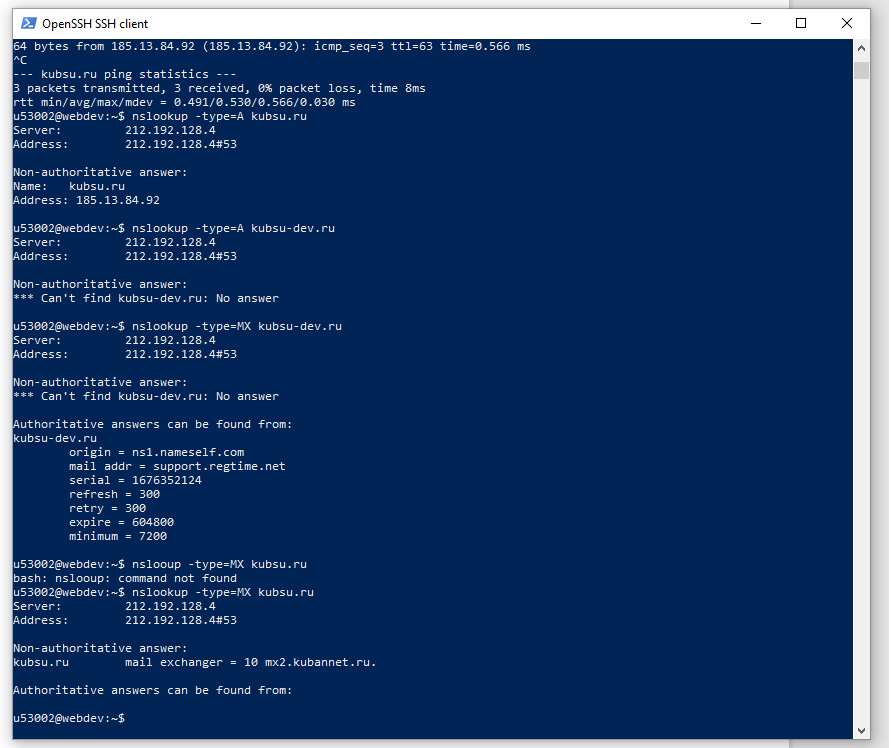 OpenSSH SSH client
64 bytes from 185.13.84.92 (185.13.84.92): icmp_seq=3 ttl=63 time=0.566 ms
^C
--- kubsu.ru ping statistics ---
3 packets transmitted, 3 received, 0% packet loss, time 8ms
rtt min/avg/max/mdev = 0.491/0.530/0.566/0.030 ms
u53002@webdev:~$ nslookup -type=A kubsu.ru
Server:         212.192.128.4
Address:        212.192.128.4#53

Non-authoritative answer:
Name:   kubsu.ru
Address: 185.13.84.92

u53002@webdev:~$ nslookup -type=A kubsu-dev.ru
Server:         212.192.128.4
Address:        212.192.128.4#53

Non-authoritative answer:
*** Can't find kubsu-dev.ru: No answer

u53002@webdev:~$ nslookup -type=MX kubsu-dev.ru
Server:         212.192.128.4
Address:        212.192.128.4#53

Non-authoritative answer:
*** Can't find kubsu-dev.ru: No answer

Authoritative answers can be found from:
kubsu-dev.ru
        origin = ns1.nameself.com
        mail addr = support.regtime.net
        serial = 1676352124
        refresh = 300
        retry = 300
        expire = 604800
        minimum = 7200

u53002@webdev:~$ nslooup -type=MX kubsu.ru
bash: nslooup: command not found
u53002@webdev:~$ nslookup -type=MX kubsu.ru
Server:         212.192.128.4
Address:        212.192.128.4#53

Non-authoritative answer:
kubsu.ru        mail exchanger = 10 mx2.kubannet.ru.

Authoritative answers can be found from:

u53002@webdev:~$